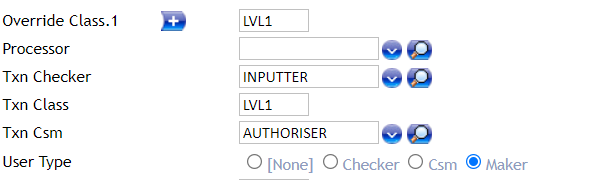 Override Class.1 LVL1
Processor
Txn Checker INPUTTER
Txn Class LVL1
Txn Csm AUTHORISER
User Type [None] Checker Csm Maker